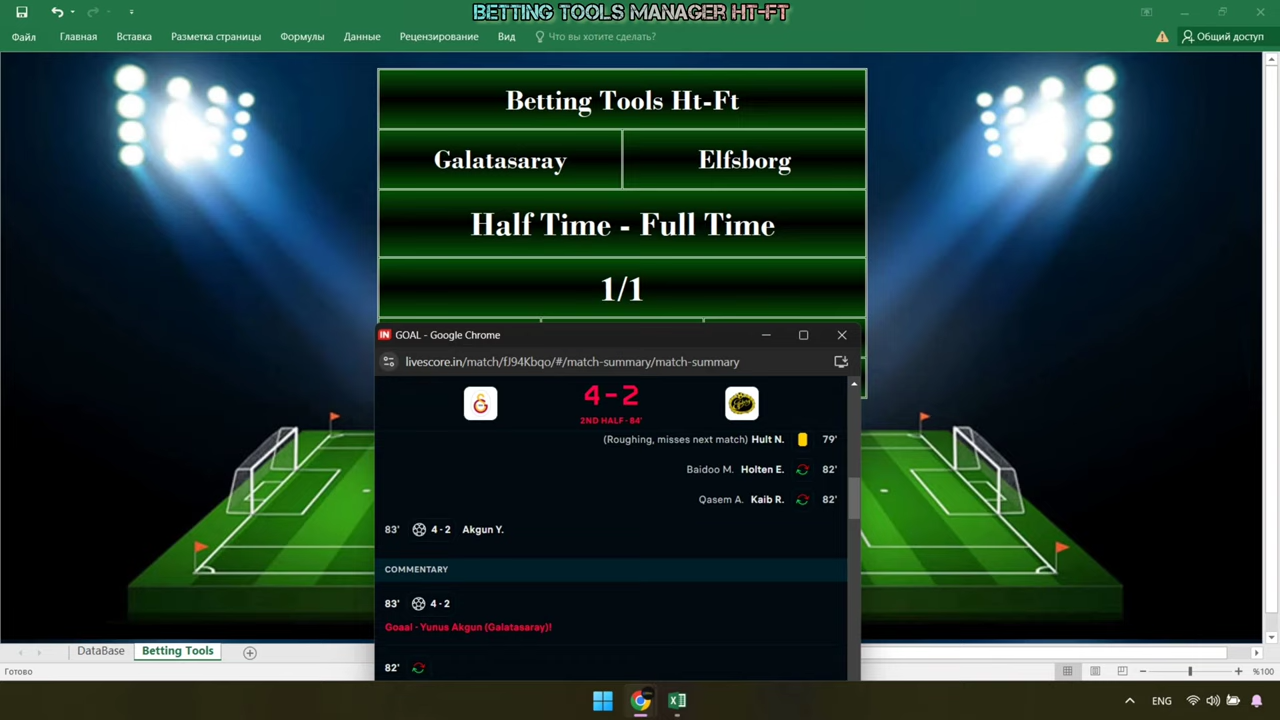 BETTING TOOLS MANAGER HT-FT
Файл Главная Вставка Разметка страницы Формулы Данные Рецензирование Вид Что вы хотите сделать? Общий доступ
Betting Tools Ht-Ft
Galatasaray Elfsborg
Half Time - Full Time
1/1
IN GOAL - Google Chrome
livescore.in/match/fJ94Kbqo/#/match-summary/match-summary
4-2
2ND HALF - 84'
(Roughing, misses next match) Hult N. 79'
Baidoo M. Holten E. 82'
Qasem A. Kaib R. 82'
83' 4 - 2 Akgun Y.
COMMENTARY
83' 4 - 2
Goaal - Yunus Akgun (Galatasaray)!
82'
DataBase Betting Tools
Готово %100
ENG